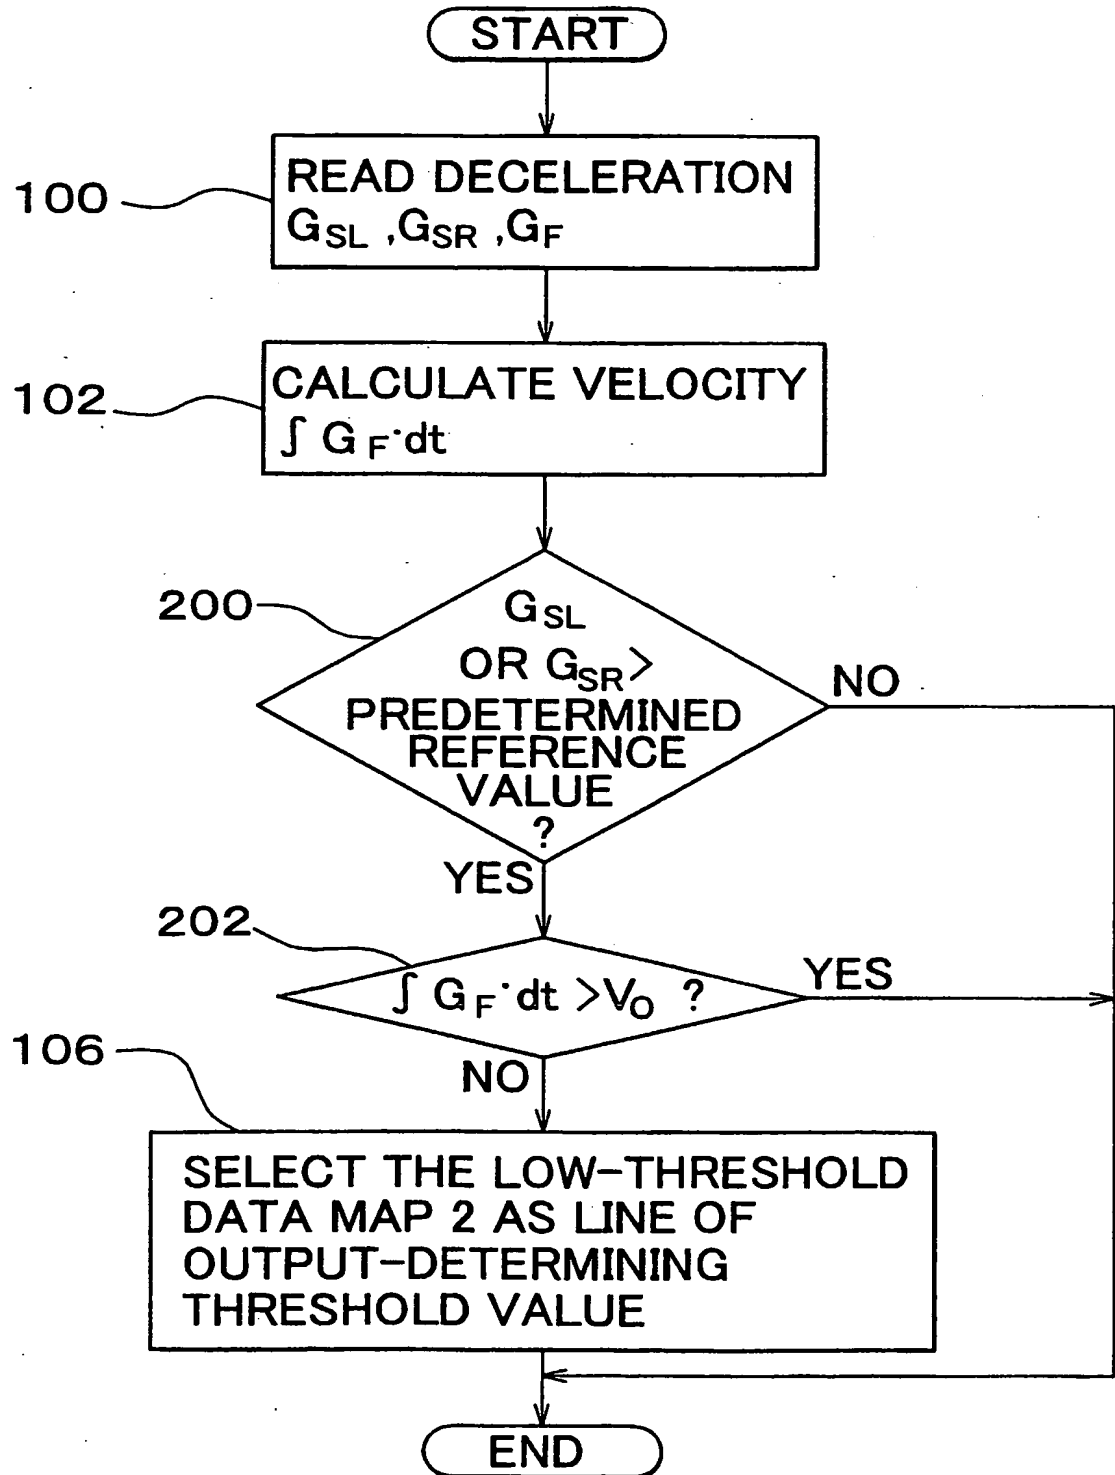 START
100
READ DECELERATION
GSL ,GSR ,GF
102
CALCULATE VELOCITY
∫ GF·dt
200
GSL
OR GSR>
PREDETERMINED
REFERENCE
VALUE
?
NO
YES
202
∫ GF·dt >VO ?
YES
NO
106
SELECT THE LOW-THRESHOLD
DATA MAP 2 AS LINE OF
OUTPUT-DETERMINING
THRESHOLD VALUE
END